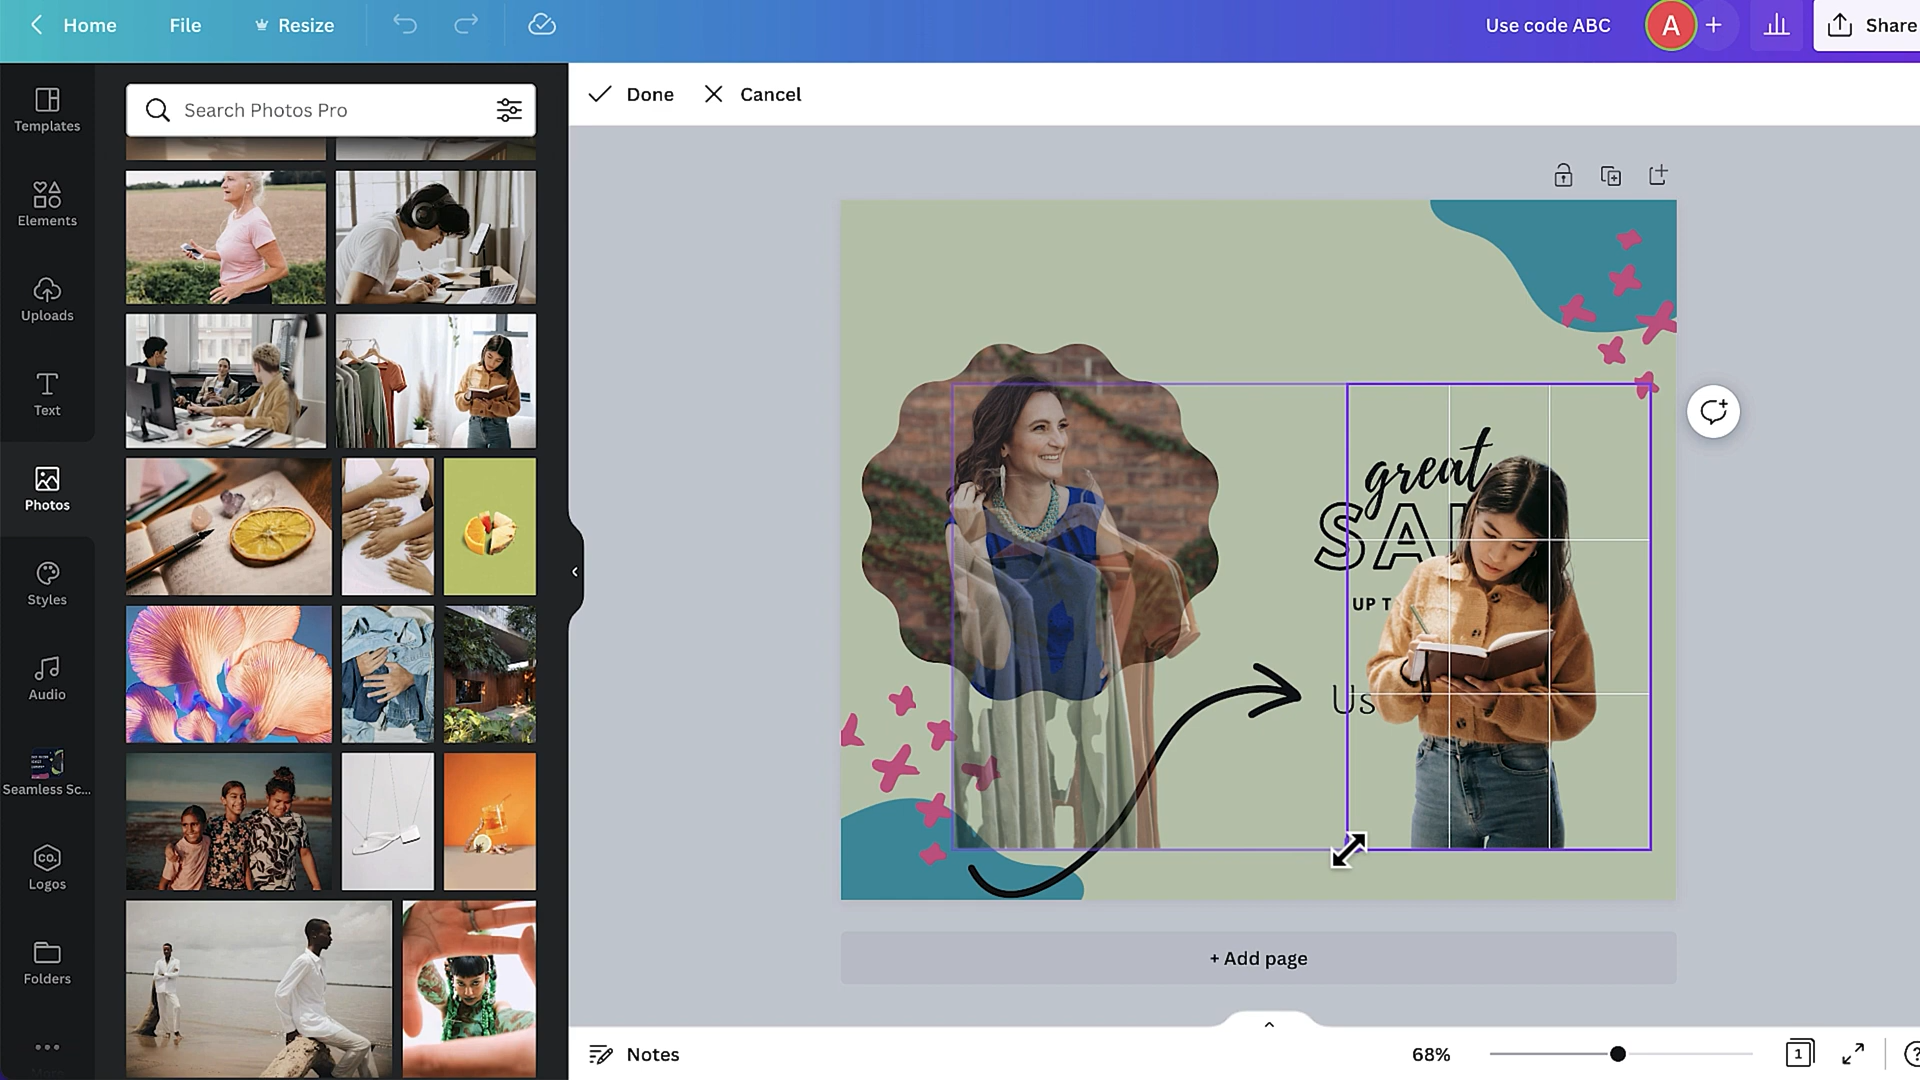 Home File Resize Use code ABC A Share
Templates
Elements
Uploads
Text
Photos
Styles
Audio
Seamless Sc...
CO.
Logos
Folders
Search Photos Pro
Done Cancel
great
SA
UP T
Us
+ Add page
Notes 68% 1